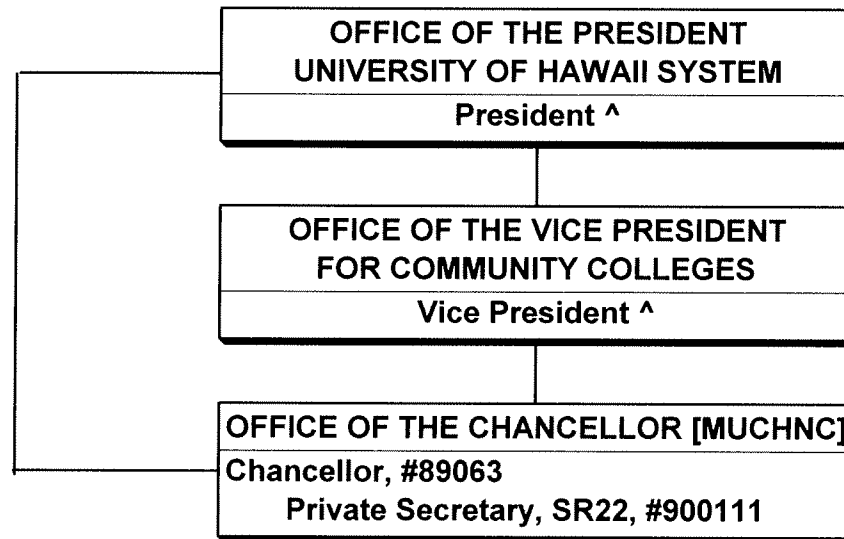 OFFICE OF THE PRESIDENT
UNIVERSITY OF HAWAII SYSTEM
President ^
OFFICE OF THE VICE PRESIDENT
FOR COMMUNITY COLLEGES
Vice President ^
OFFICE OF THE CHANCELLOR [MUCHNC]
Chancellor, #89063
Private Secretary, SR22, #900111